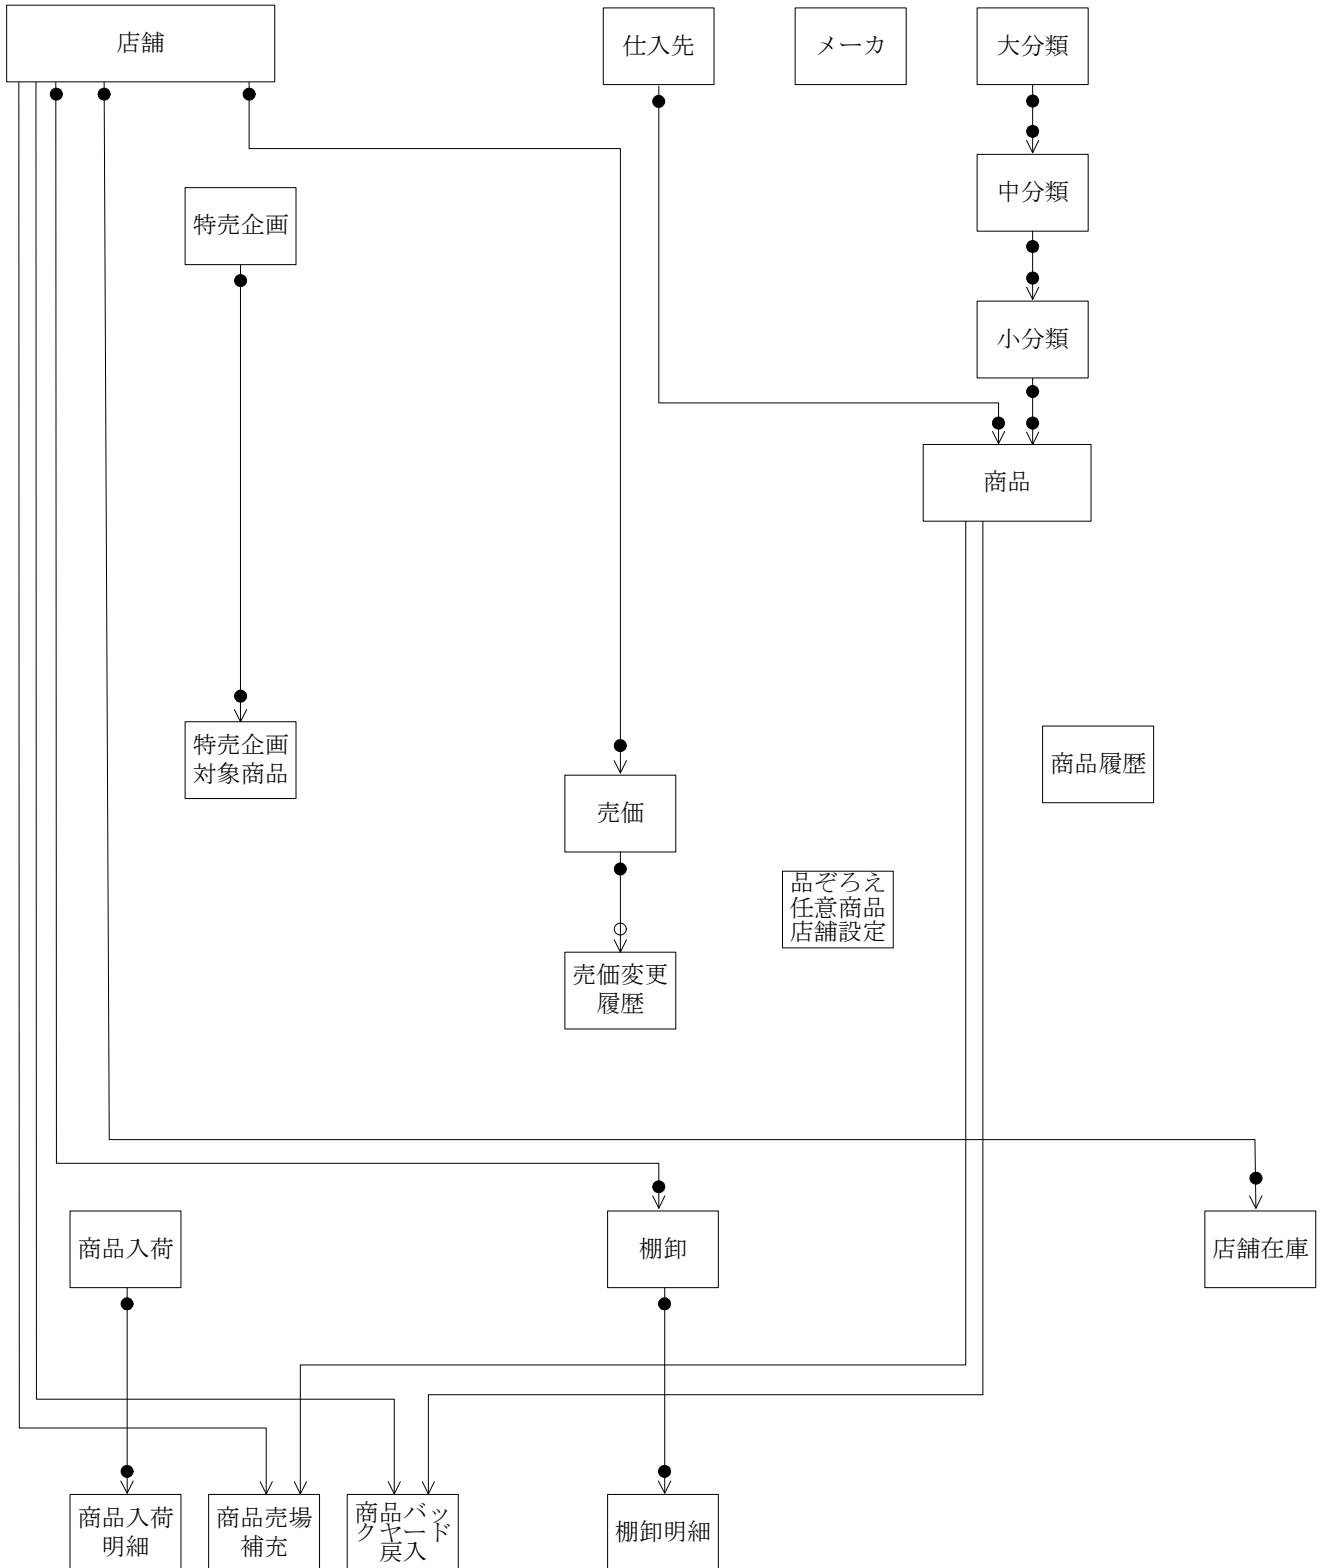 店舗
仕入先
メーカ
大分類
中分類
特売企画
小分類
商品
特売企画
対象商品
商品履歴
売価
品ぞろえ
任意商品
店舗設定
売価変更
履歴
商品入荷
棚卸
店舗在庫
商品入荷
明細
商品売場
補充
商品バッ
クヤード
戻入
棚卸明細